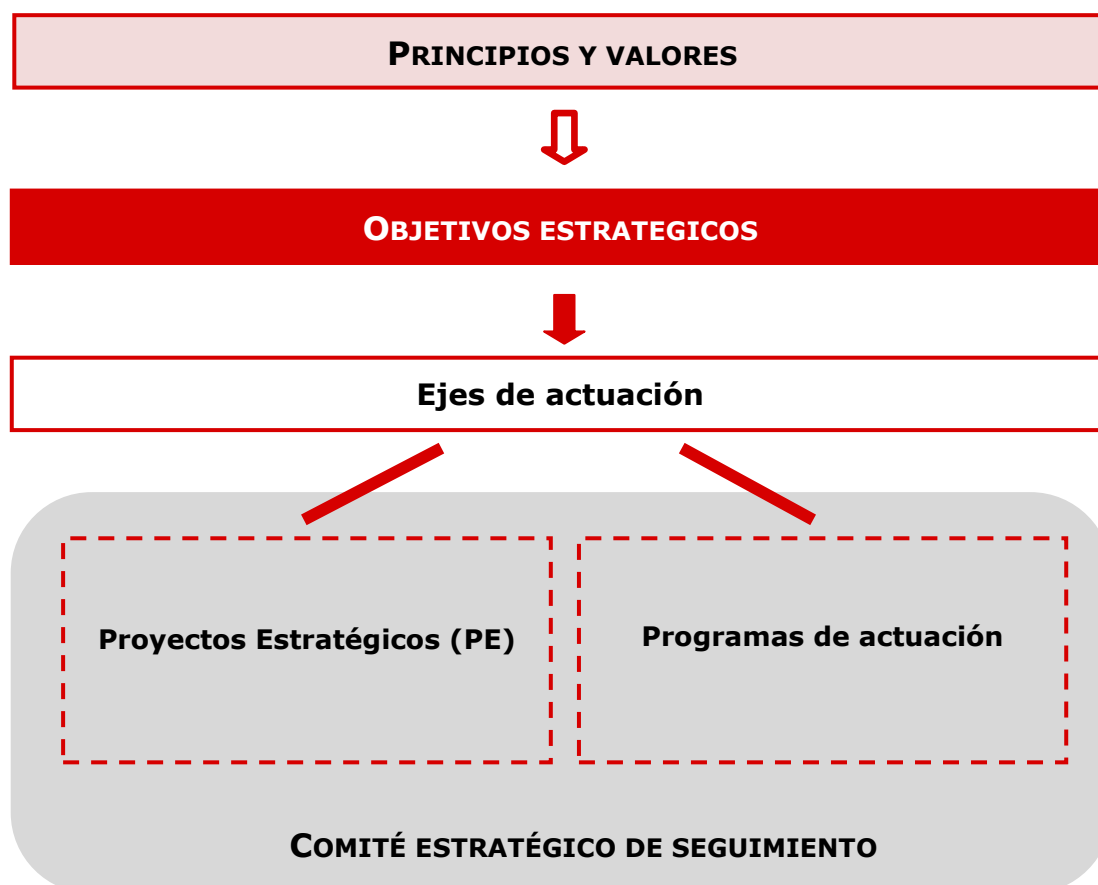 PRINCIPIOS Y VALORES
OBJETIVOS ESTRATEGICOS
Ejes de actuación
Proyectos Estratégicos (PE)
Programas de actuación
COMITÉ ESTRATÉGICO DE SEGUIMIENTO